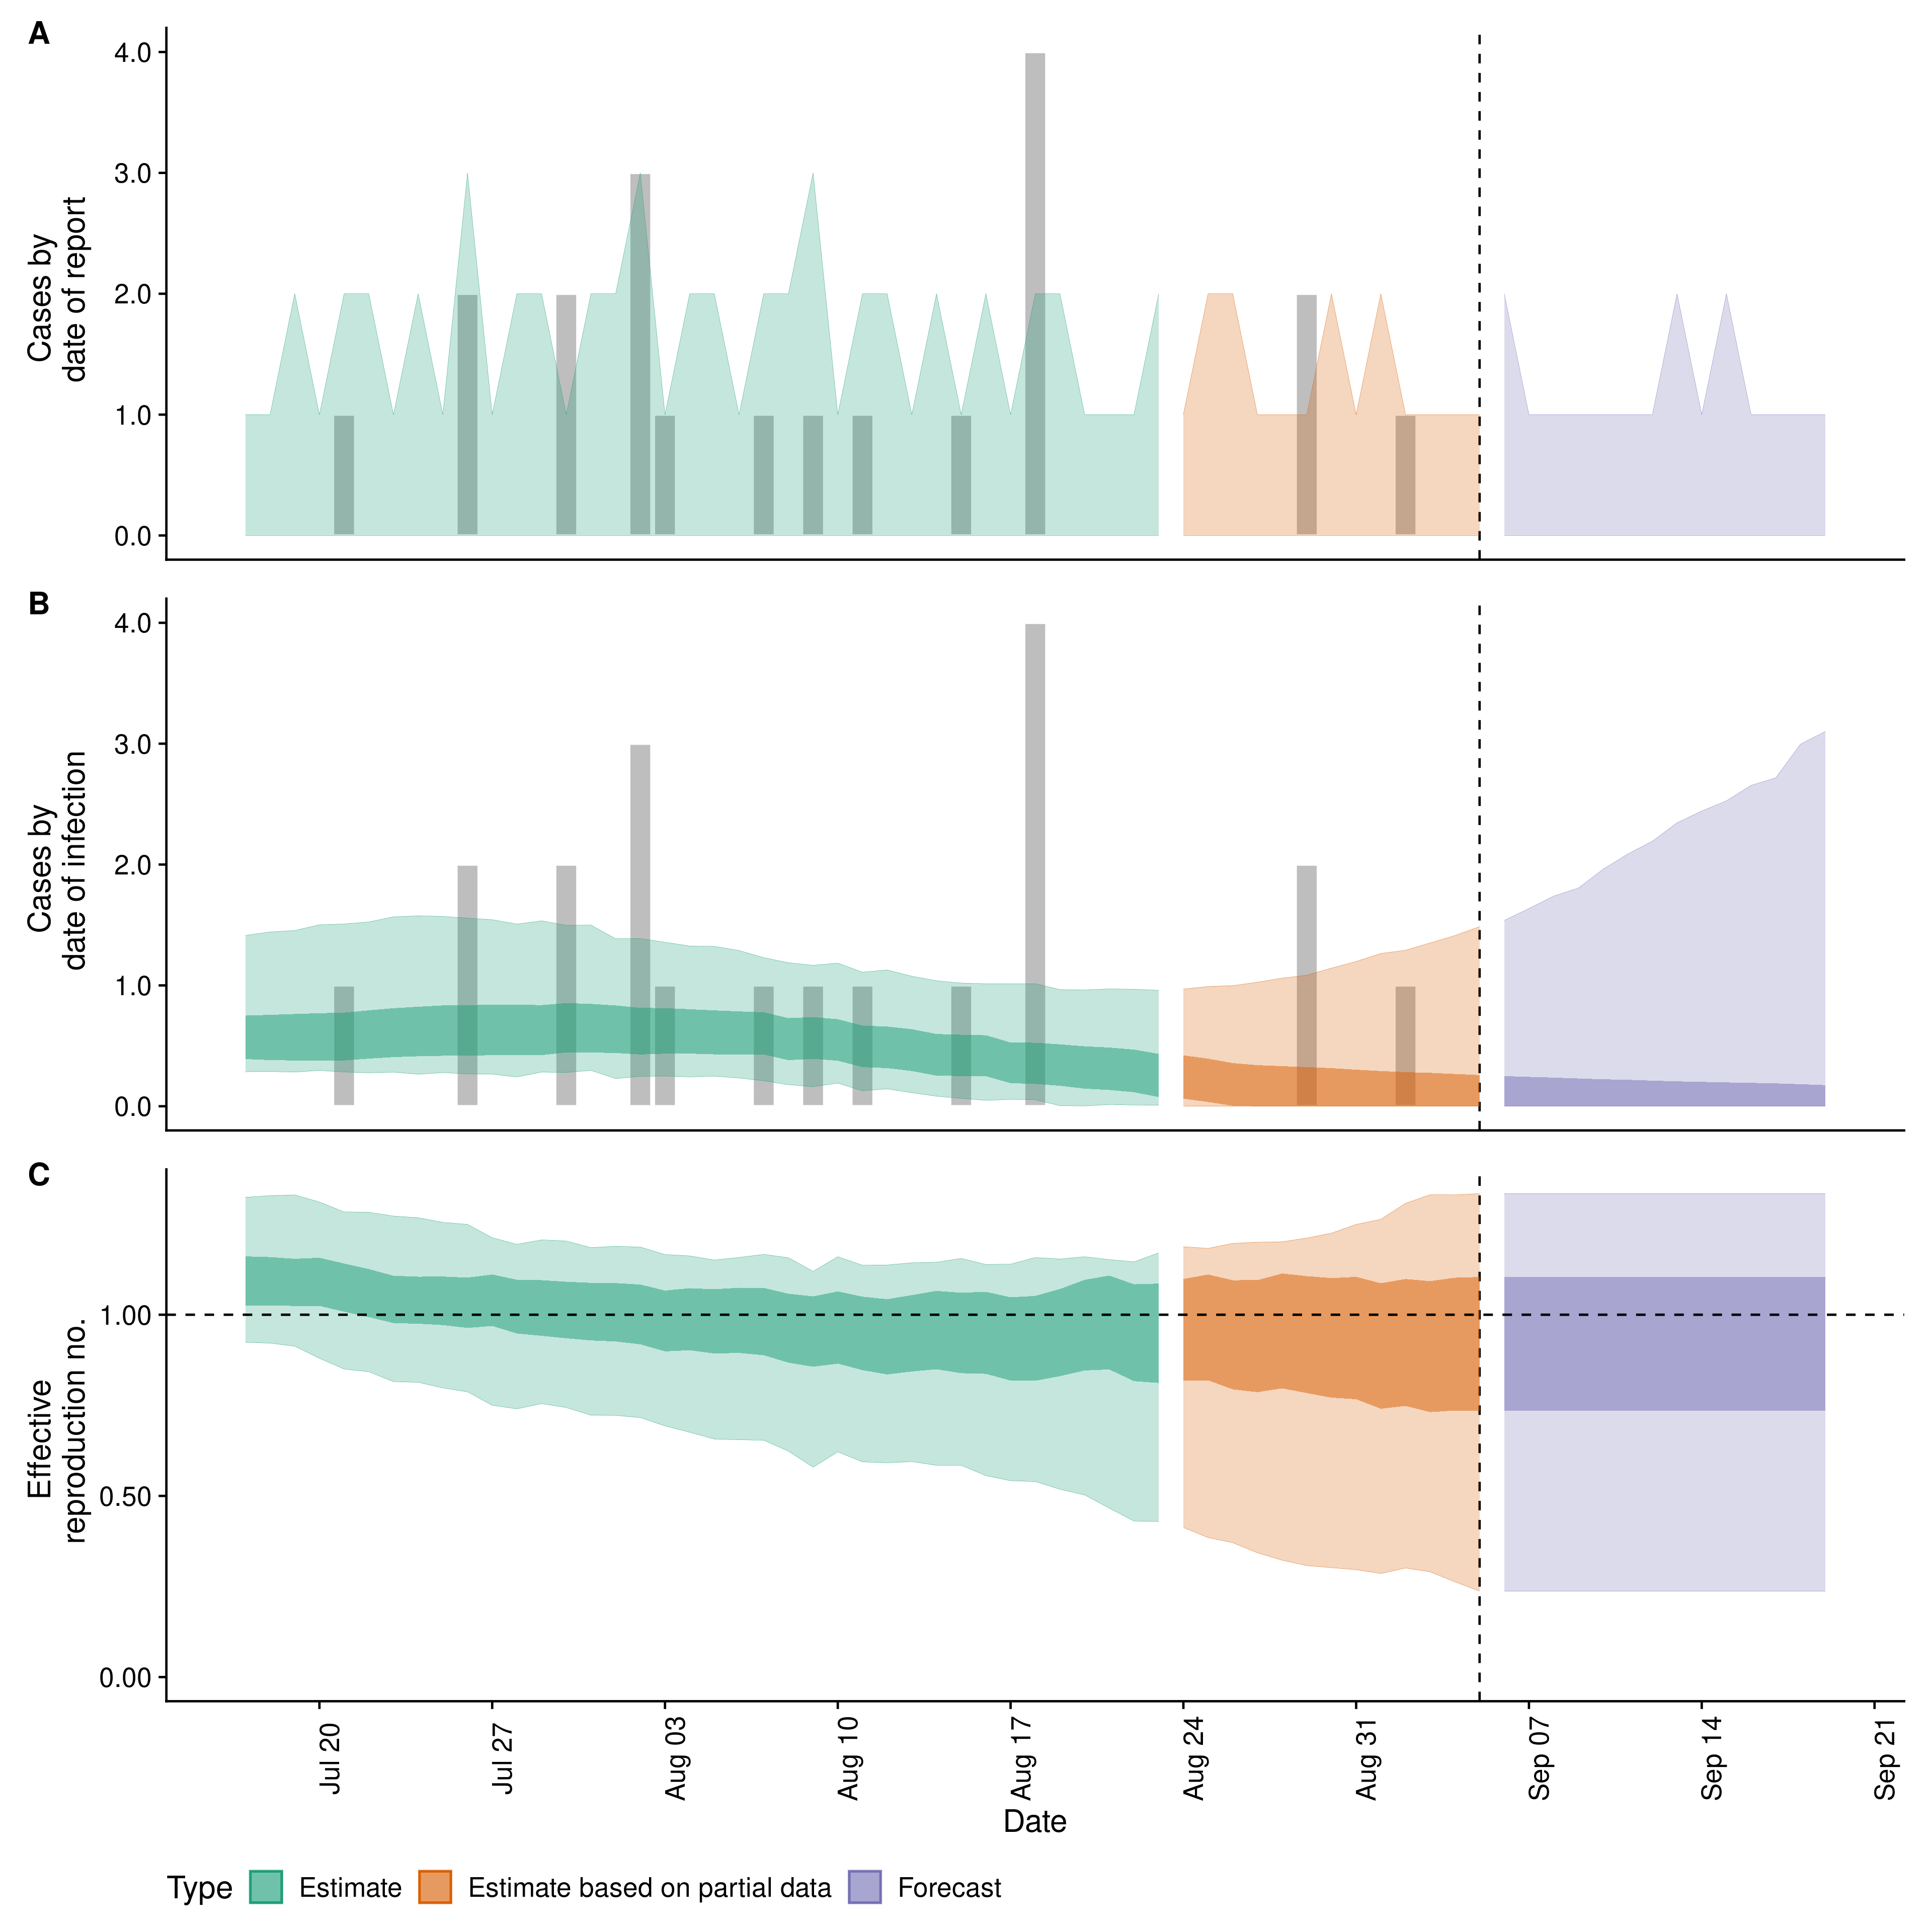 A
Cases by
date of report
4.0
3.0
2.0
1.0
0.0
B
Cases by
date of infection
4.0
3.0
2.0
1.0
0.0
C
Effective
reproduction no.
1.00
0.50
0.00
Jul 20
Jul 27
Aug 03
Aug 10
Aug 17
Aug 24
Aug 31
Sep 07
Sep 14
Sep 21
Date
Type Estimate Estimate based on partial data Forecast